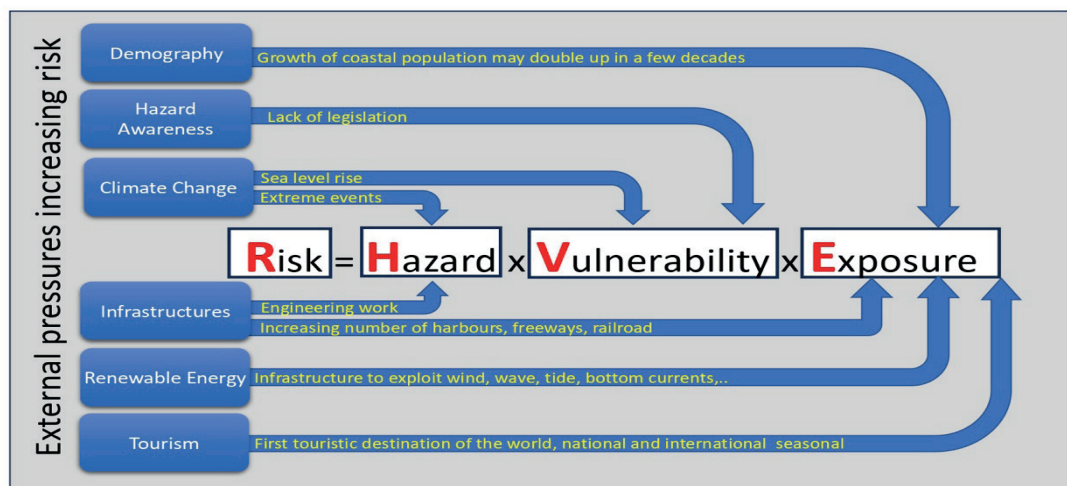 External pressures increasing risk
Demography
Growth of coastal population may double up in a few decades
Hazard
Awareness
Lack of legislation
Climate Change
Sea level rise
Extreme events
Risk = Hazard x Vulnerability x Exposure
Infrastructures
Engineering work
Increasing number of harbours, freeways, railroad
Renewable Energy
Infrastructure to exploit wind, wave, tide, bottom currents,..
Tourism
First touristic destination of the world, national and international seasonal